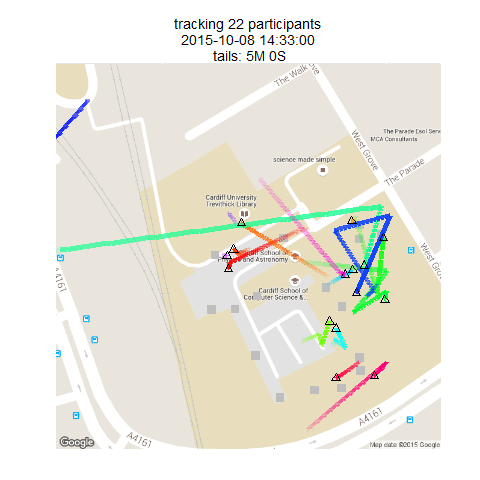 tracking 22 participants
2015-10-08 14:33:00
tails: 5M 0S
The Walk
West Grove
The Parade Esol Serv
MCA Consultants
science made simple
The Parade
Cardiff University
Trevithick Library
West Grove
Cardiff School of
and Astronomy
Cardiff School of
Computer Science &...
A4161
A4161
A4161
Google
Map data ©2015 Google